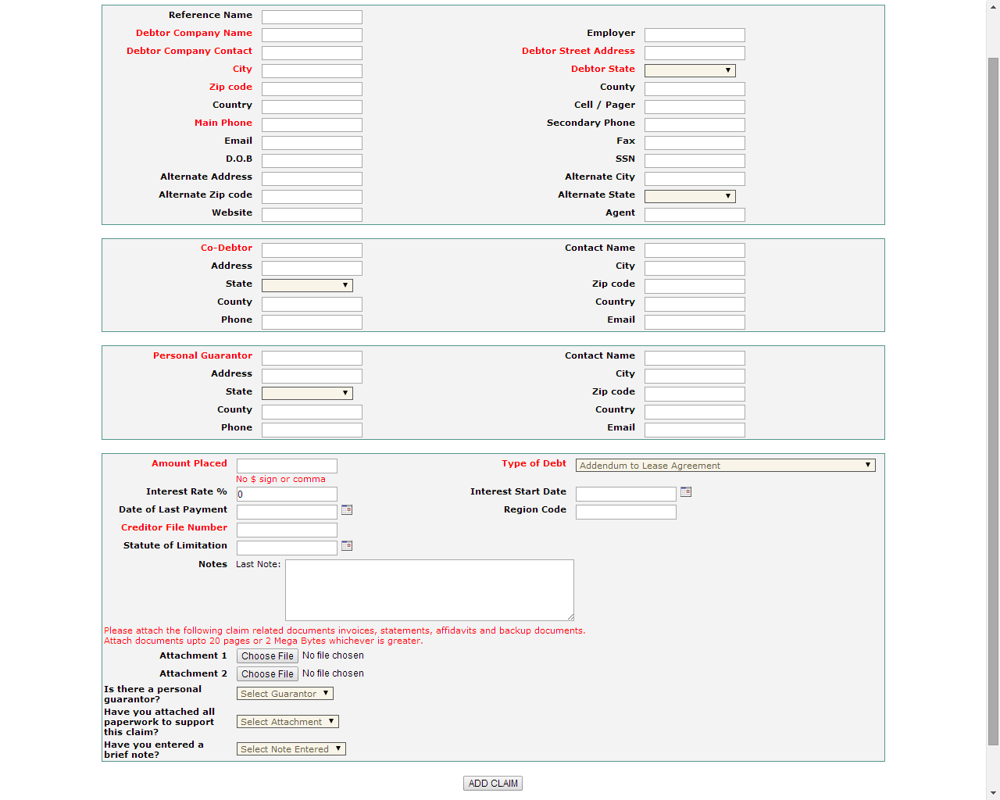 Reference Name
Debtor Company Name Employer
Debtor Company Contact Debtor Street Address
City Debtor State
Zip code County
Country Cell / Pager
Main Phone Secondary Phone
Email Fax
D.O.B SSN
Alternate Address Alternate City
Alternate Zip code Alternate State
Website Agent
Co-Debtor Contact Name
Address City
State Zip code
County Country
Phone Email
Personal Guarantor Contact Name
Address City
State Zip code
County Country
Phone Email
Amount Placed Type of Debt Addendum to Lease Agreement
No $ sign or comma
Interest Rate % 0 Interest Start Date
Date of Last Payment Region Code
Creditor File Number
Statute of Limitation
Notes Last Note:
Please attach the following claim related documents invoices, statements, affidavits and backup documents.
Attach documents upto 20 pages or 2 Mega Bytes whichever is greater.
Attachment 1 Choose File No file chosen
Attachment 2 Choose File No file chosen
Is there a personal
guarantor? Select Guarantor
Have you attached all
paperwork to support Select Attachment
this claim?
Have you entered a
brief note? Select Note Entered
ADD CLAIM